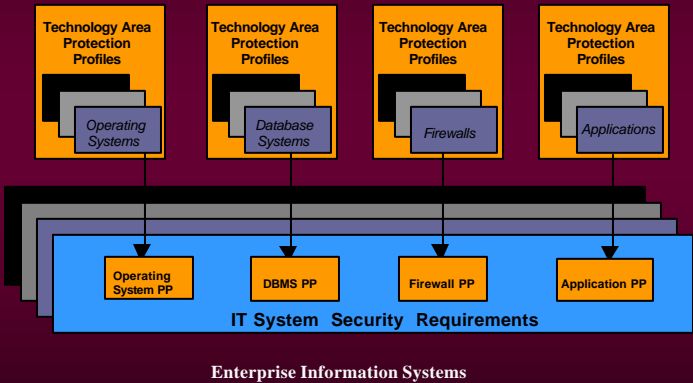 Technology Area
Protection
Profiles
Operating
Systems
Technology Area
Protection
Profiles
Database
Systems
Technology Area
Protection
Profiles
Firewalls
Technology Area
Protection
Profiles
Applications
Operating
System PP
DBMS PP
Firewall PP
Application PP
IT System Security Requirements
Enterprise Information Systems